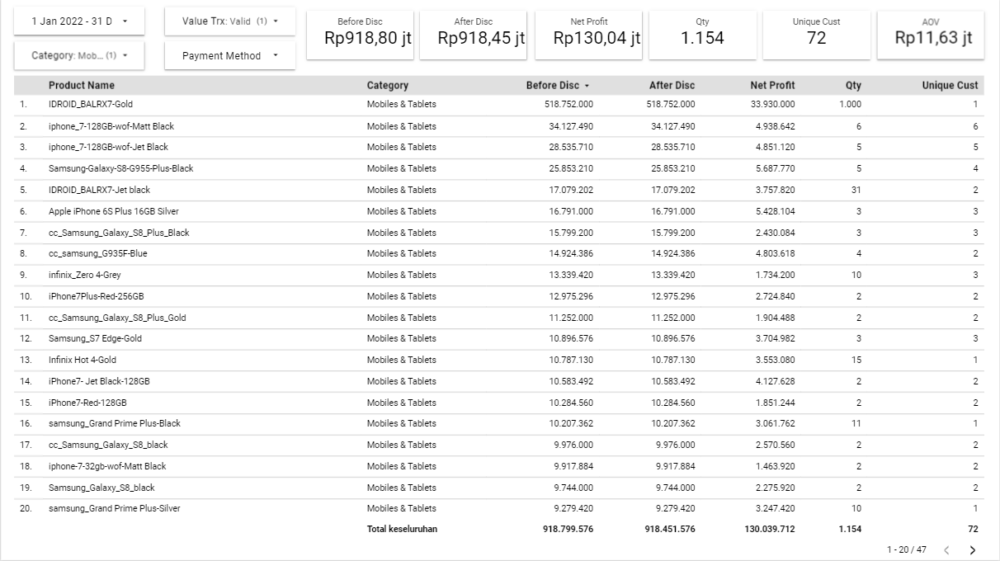 1 Jan 2022 - 31 D
Value Trx: Valid (1)
Category: Mob... (1)
Payment Method
Before Disc
Rp918,80 jt
After Disc
Rp918,45 jt
Net Profit
Rp130,04 jt
Qty
1.154
Unique Cust
72
AOV
Rp11,63 jt
Product Name Category Before Disc After Disc Net Profit Qty Unique Cust
1. IDROID_BALRX7-Gold Mobiles & Tablets 518.752.000 518.752.000 33.930.000 1.000 1
2. iphone_7-128GB-wof-Matt Black Mobiles & Tablets 34.127.490 34.127.490 4.938.642 6 6
3. iphone_7-128GB-wof-Jet Black Mobiles & Tablets 28.535.710 28.535.710 4.851.120 5 5
4. Samsung-Galaxy-S8-G955-Plus-Black Mobiles & Tablets 25.853.210 25.853.210 5.687.770 5 4
5. IDROID_BALRX7-Jet black Mobiles & Tablets 17.079.202 17.079.202 3.757.820 31 2
6. Apple iPhone 6S Plus 16GB Silver Mobiles & Tablets 16.791.000 16.791.000 5.428.104 3 3
7. cc_Samsung_Galaxy_S8_Plus_Black Mobiles & Tablets 15.799.200 15.799.200 2.430.084 3 3
8. cc_samsung_G935F-Blue Mobiles & Tablets 14.924.386 14.924.386 4.803.618 4 2
9. infinix_Zero 4-Grey Mobiles & Tablets 13.339.420 13.339.420 1.734.200 10 3
10. iPhone7Plus-Red-256GB Mobiles & Tablets 12.975.296 12.975.296 2.724.840 2 2
11. cc_Samsung_Galaxy_S8_Plus_Gold Mobiles & Tablets 11.252.000 11.252.000 1.904.488 2 2
12. Samsung_S7 Edge-Gold Mobiles & Tablets 10.896.576 10.896.576 3.704.982 3 3
13. Infinix Hot 4-Gold Mobiles & Tablets 10.787.130 10.787.130 3.553.080 15 1
14. iPhone7- Jet Black-128GB Mobiles & Tablets 10.583.492 10.583.492 4.127.628 2 2
15. iPhone7-Red-128GB Mobiles & Tablets 10.284.560 10.284.560 1.851.244 2 2
16. samsung_Grand Prime Plus-Black Mobiles & Tablets 10.207.362 10.207.362 3.061.762 11 1
17. cc_Samsung_Galaxy_S8_black Mobiles & Tablets 9.976.000 9.976.000 2.570.560 2 2
18. iphone-7-32gb-wof-Matt Black Mobiles & Tablets 9.917.884 9.917.884 1.463.920 2 2
19. Samsung_Galaxy_S8_black Mobiles & Tablets 9.744.000 9.744.000 2.275.920 2 2
20. samsung_Grand Prime Plus-Silver Mobiles & Tablets 9.279.420 9.279.420 3.247.420 10 1
Total keseluruhan 918.799.576 918.451.576 130.039.712 1.154 72
1 - 20 / 47